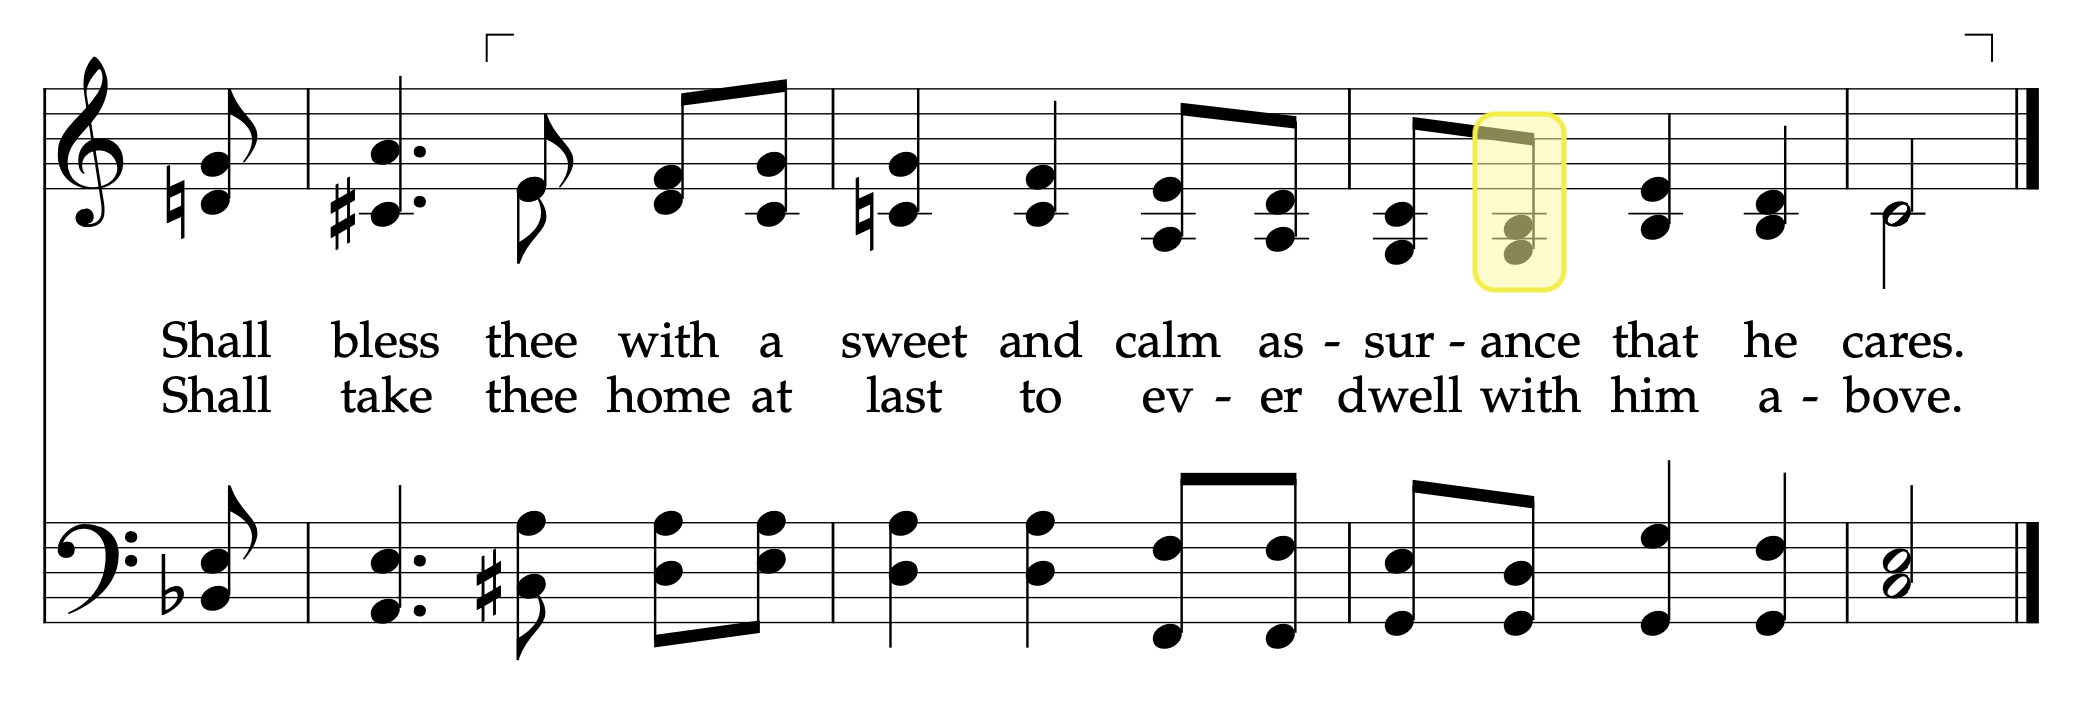 Shall bless thee with a sweet and calm as - sur - ance that he cares.
Shall take thee home at last to ev - er dwell with him a - bove.